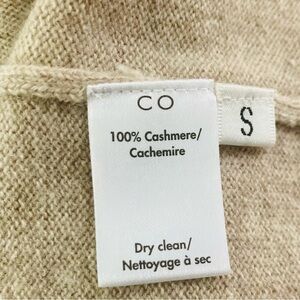 CO
100% Cashmere/
Cachemire
Dry clean/
Nettoyage à sec
S